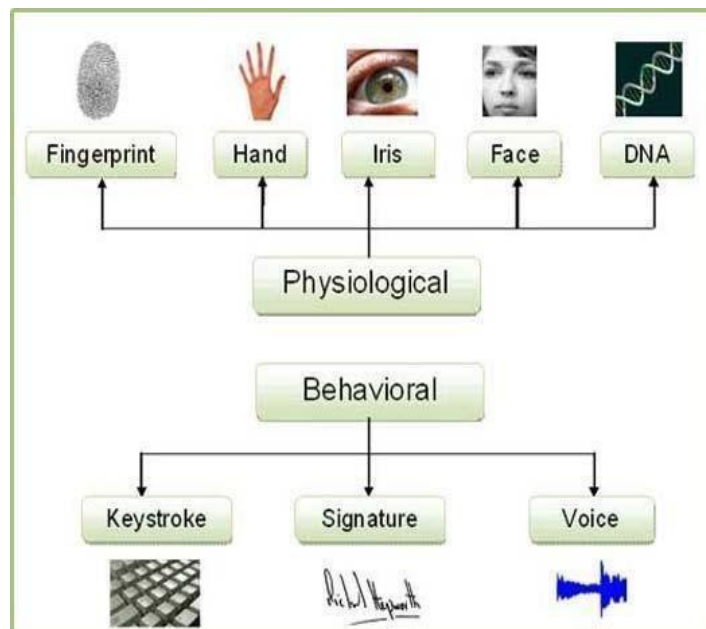 Fingerprint
Hand
Iris
Face
DNA
Physiological
Behavioral
Keystroke
Signature
Voice